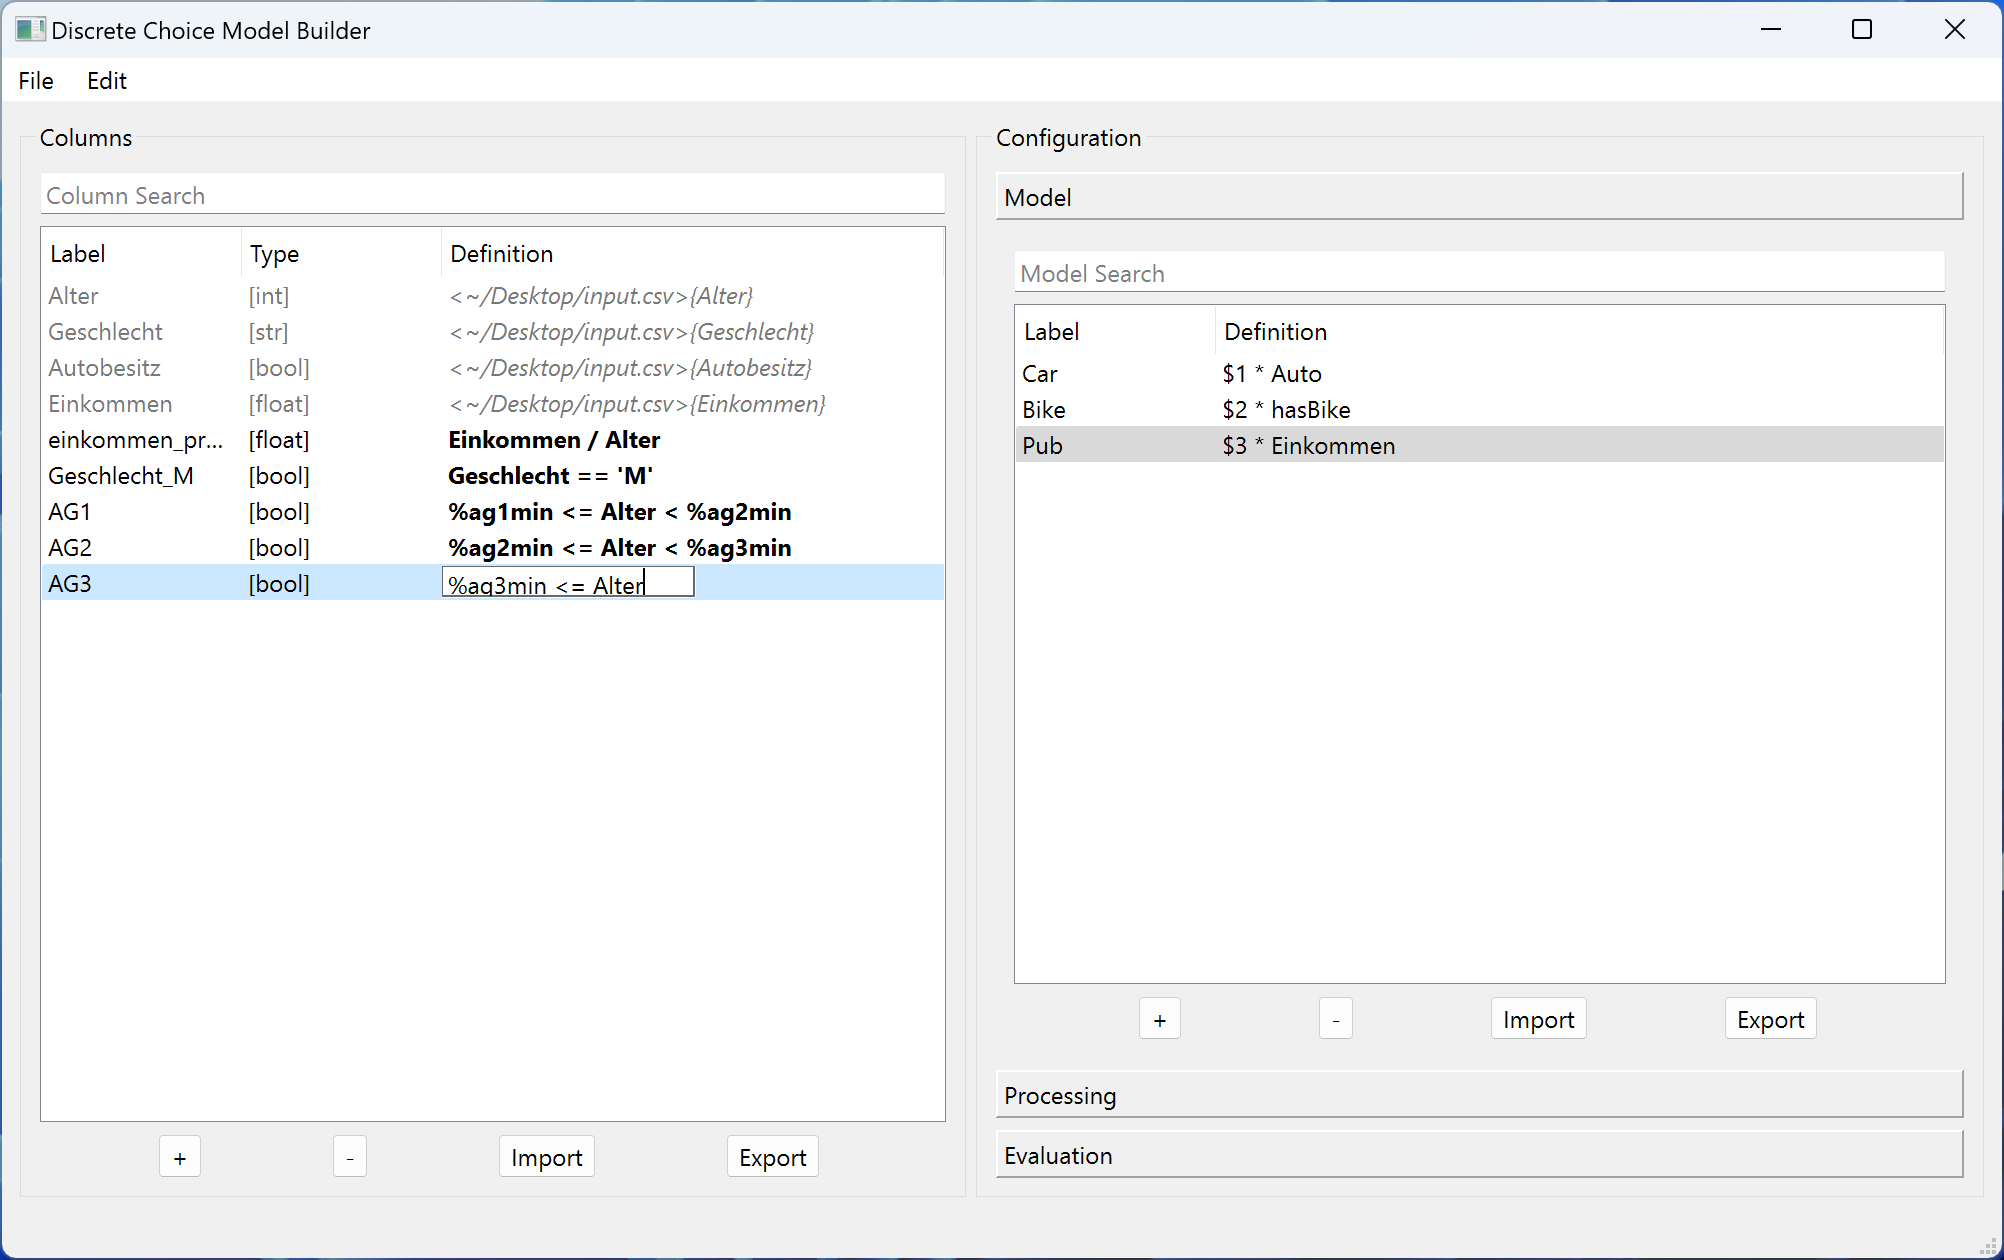 Discrete Choice Model Builder
File Edit
Columns
Column Search
Label Type Definition
Alter [int] <~/Desktop/input.csv>{Alter}
Geschlecht [str] <~/Desktop/input.csv>{Geschlecht}
Autobesitz [bool] <~/Desktop/input.csv>{Autobesitz}
Einkommen [float] <~/Desktop/input.csv>{Einkommen}
einkommen_pr... [float] Einkommen / Alter
Geschlecht_M [bool] Geschlecht == 'M'
AG1 [bool] %ag1min <= Alter < %ag2min
AG2 [bool] %ag2min <= Alter < %ag3min
AG3 [bool] %ag3min <= Alter
+ - Import Export
Configuration
Model
Model Search
Label Definition
Car $1 * Auto
Bike $2 * hasBike
Pub $3 * Einkommen
+ - Import Export
Processing
Evaluation